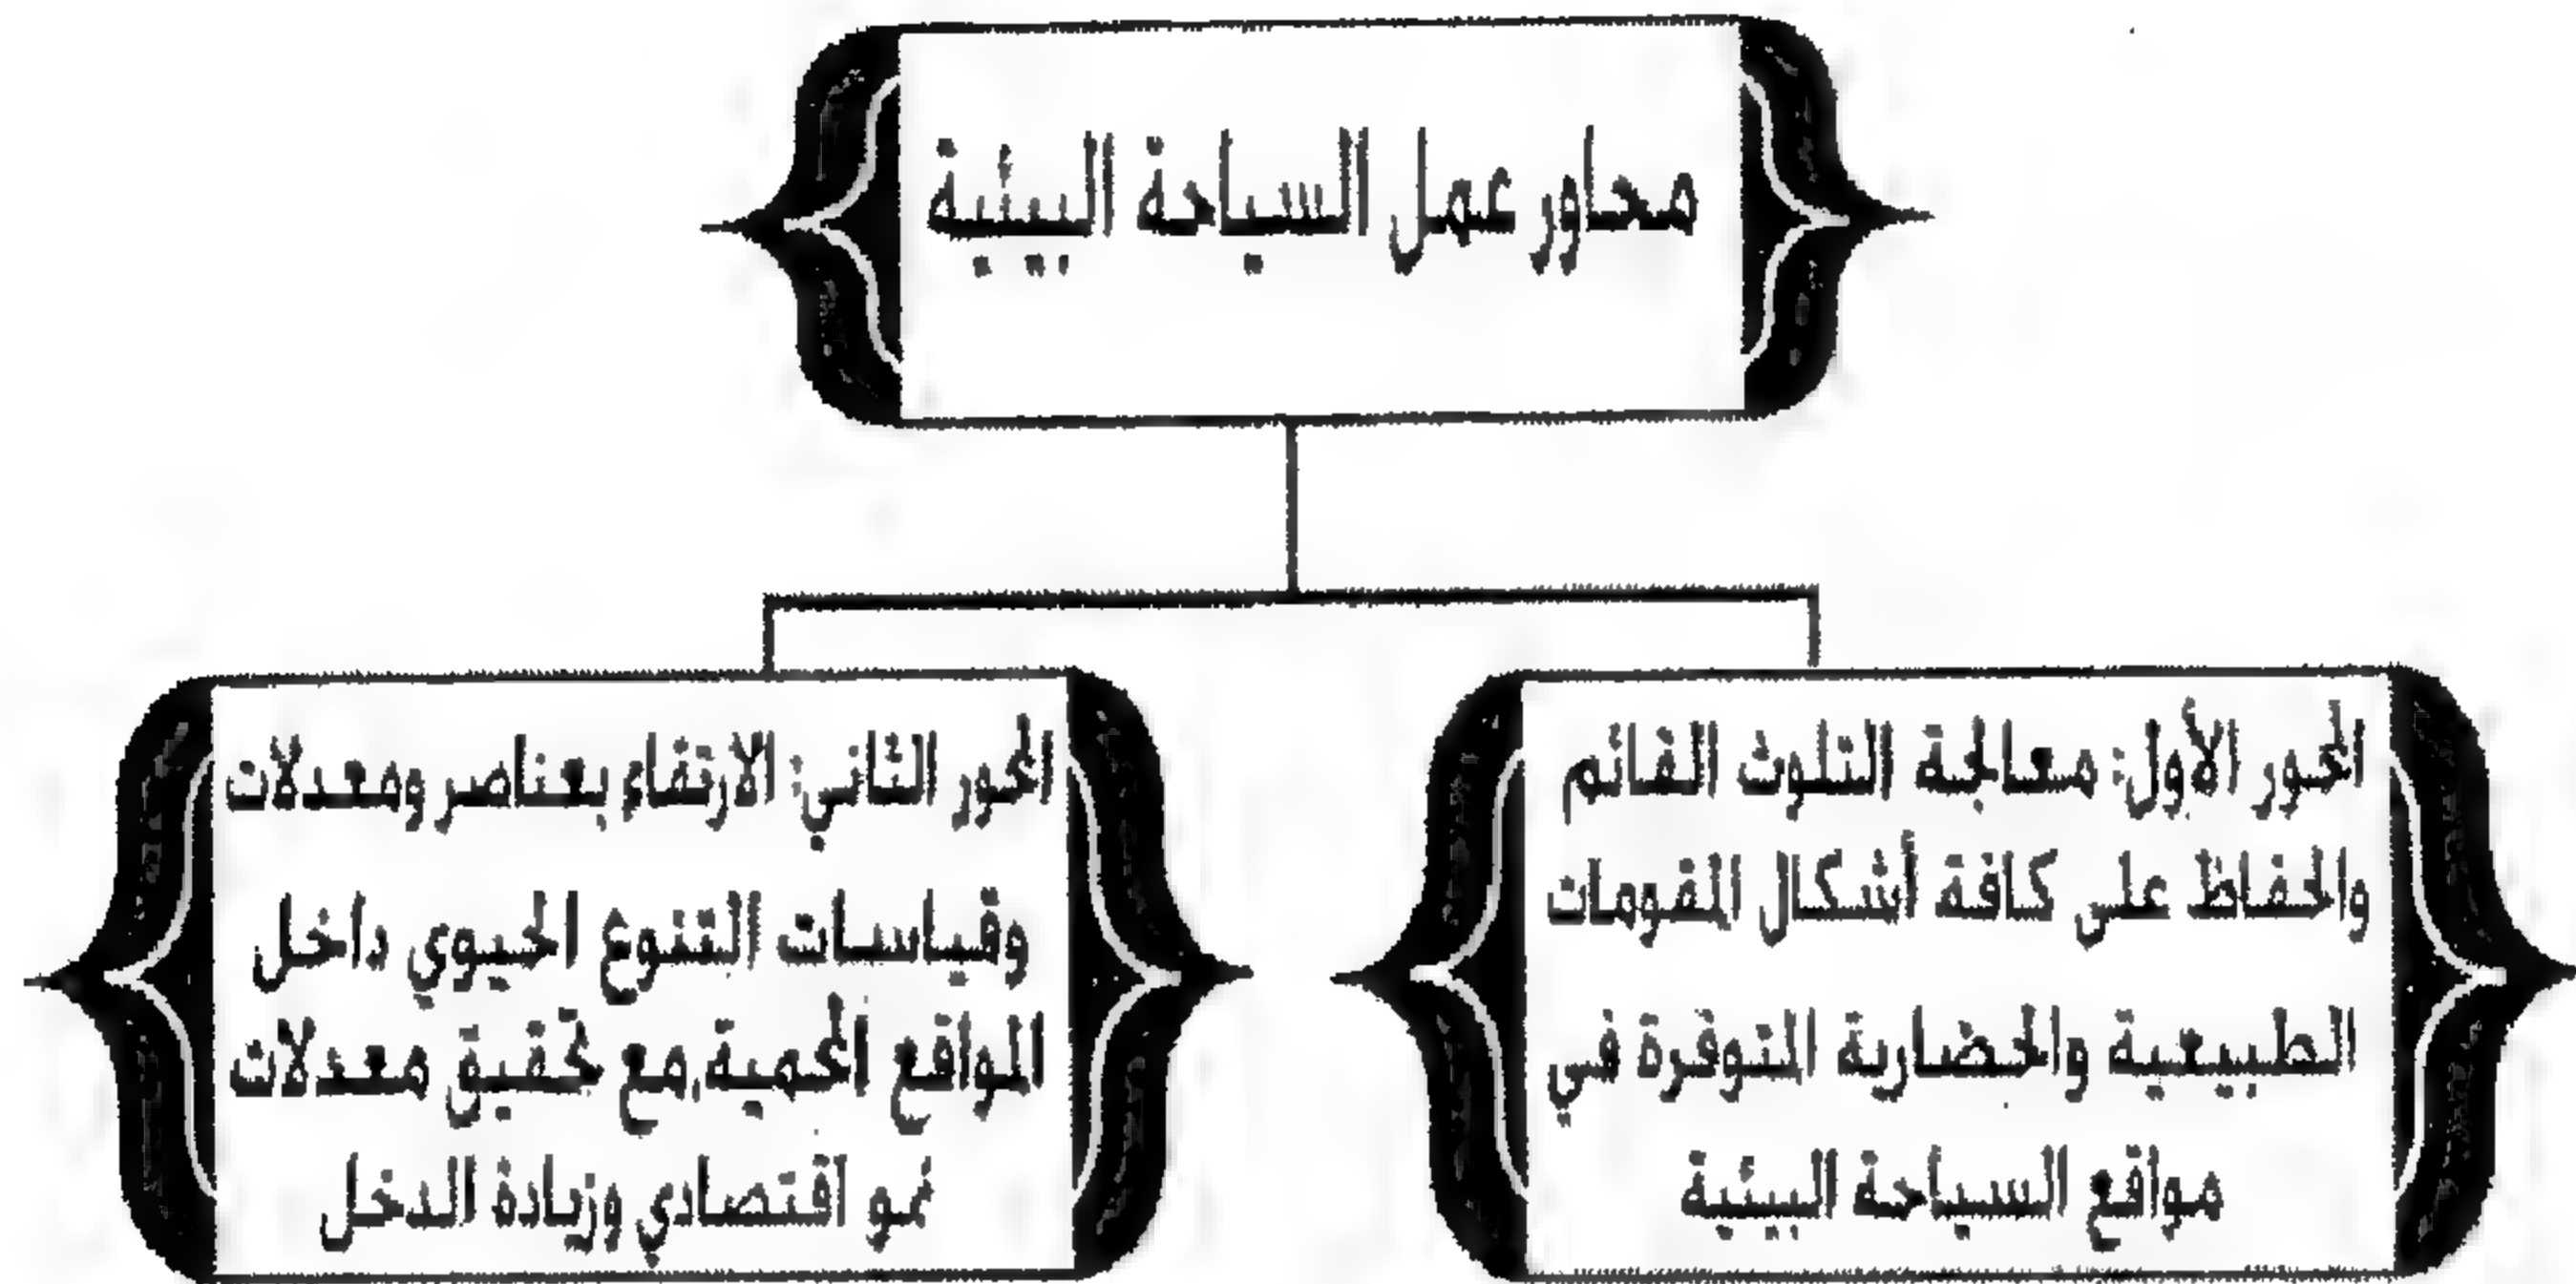 محاور عمل السياحة البيئية
المحور الأول: معالجة التلوث القائم
والحفاظ على كافة أشكال المقومات
الطبيعية والحضارية المتوفرة في
مواقع السياحة البيئية
المحور الثاني: الارتقاء بعناصر ومعدلات
وقياسات التنوع الحيوي داخل
المواقع المحمية، مع تحقيق معدلات
نمو اقتصادي وزيادة الدخل